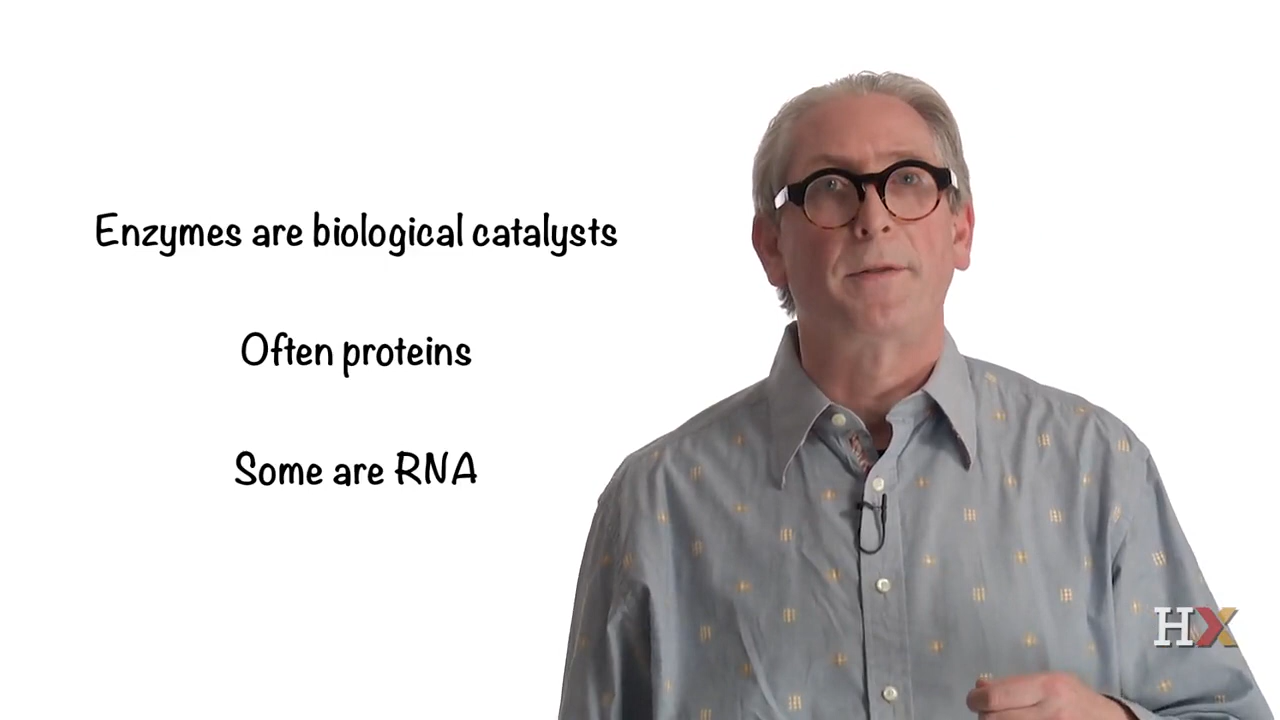 Enzymes are biological catalysts
Often proteins
Some are RNA
HX